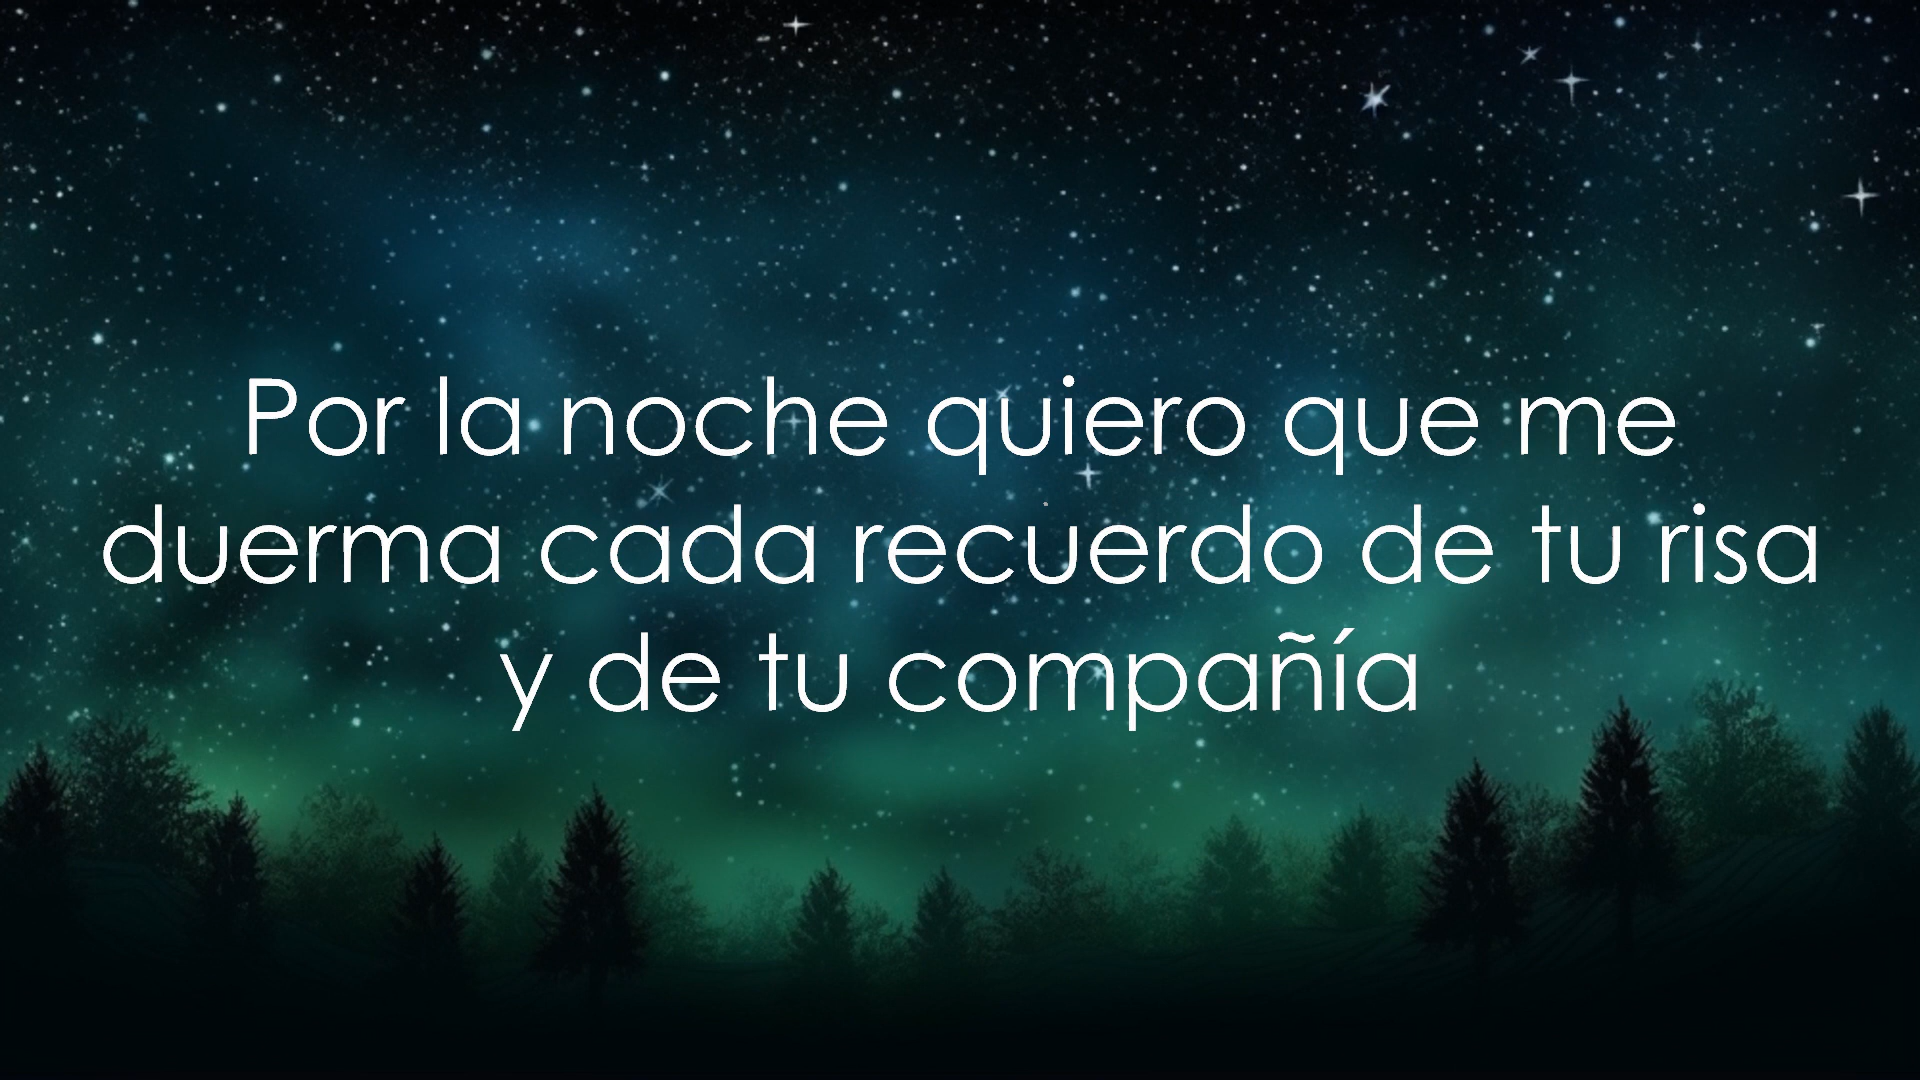 Por la noche quiero que me
duerma cada recuerdo de tu risa
y de tu compañía